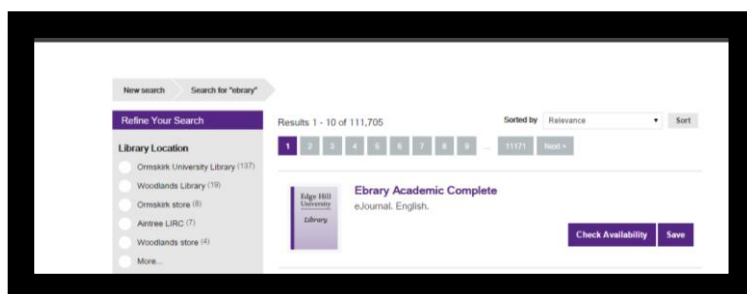 New search Search for "ebrary"
Refine Your Search
Library Location
Ormskirk University Library (137)
Woodlands Library (19)
Ormskirk store (8)
Aintree LIRC (7)
Woodlands store (4)
More...
Results 1 - 10 of 111,705 Sorted by Relevance Sort
1 2 3 4 5 6 7 8 9 ... 11171 Next >
Edge Hill
University
Library
Ebrary Academic Complete
eJournal. English.
Check Availability Save